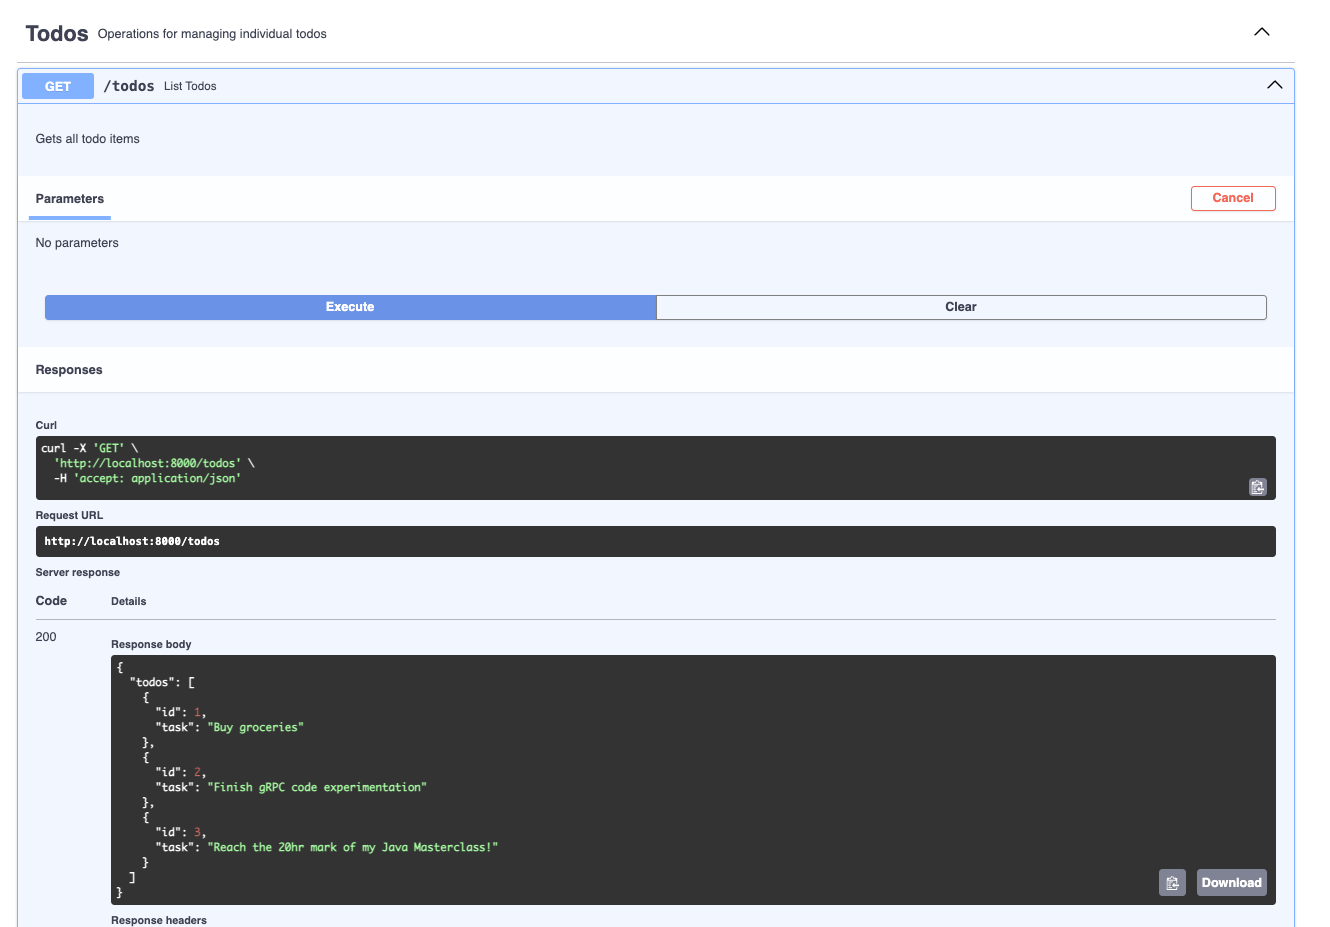 Todos Operations for managing individual todos
GET /todos List Todos
Gets all todo items
Parameters Cancel
No parameters
Execute Clear
Responses
Curl
curl -X 'GET' \
  'http://localhost:8000/todos' \
  -H 'accept: application/json'
Request URL
http://localhost:8000/todos
Server response
Code Details
200
Response body
{
  "todos": [
    {
      "id": 1,
      "task": "Buy groceries"
    },
    {
      "id": 2,
      "task": "Finish gRPC code experimentation"
    },
    {
      "id": 3,
      "task": "Reach the 20hr mark of my Java Masterclass!"
    }
  ]
}
Download
Response headers